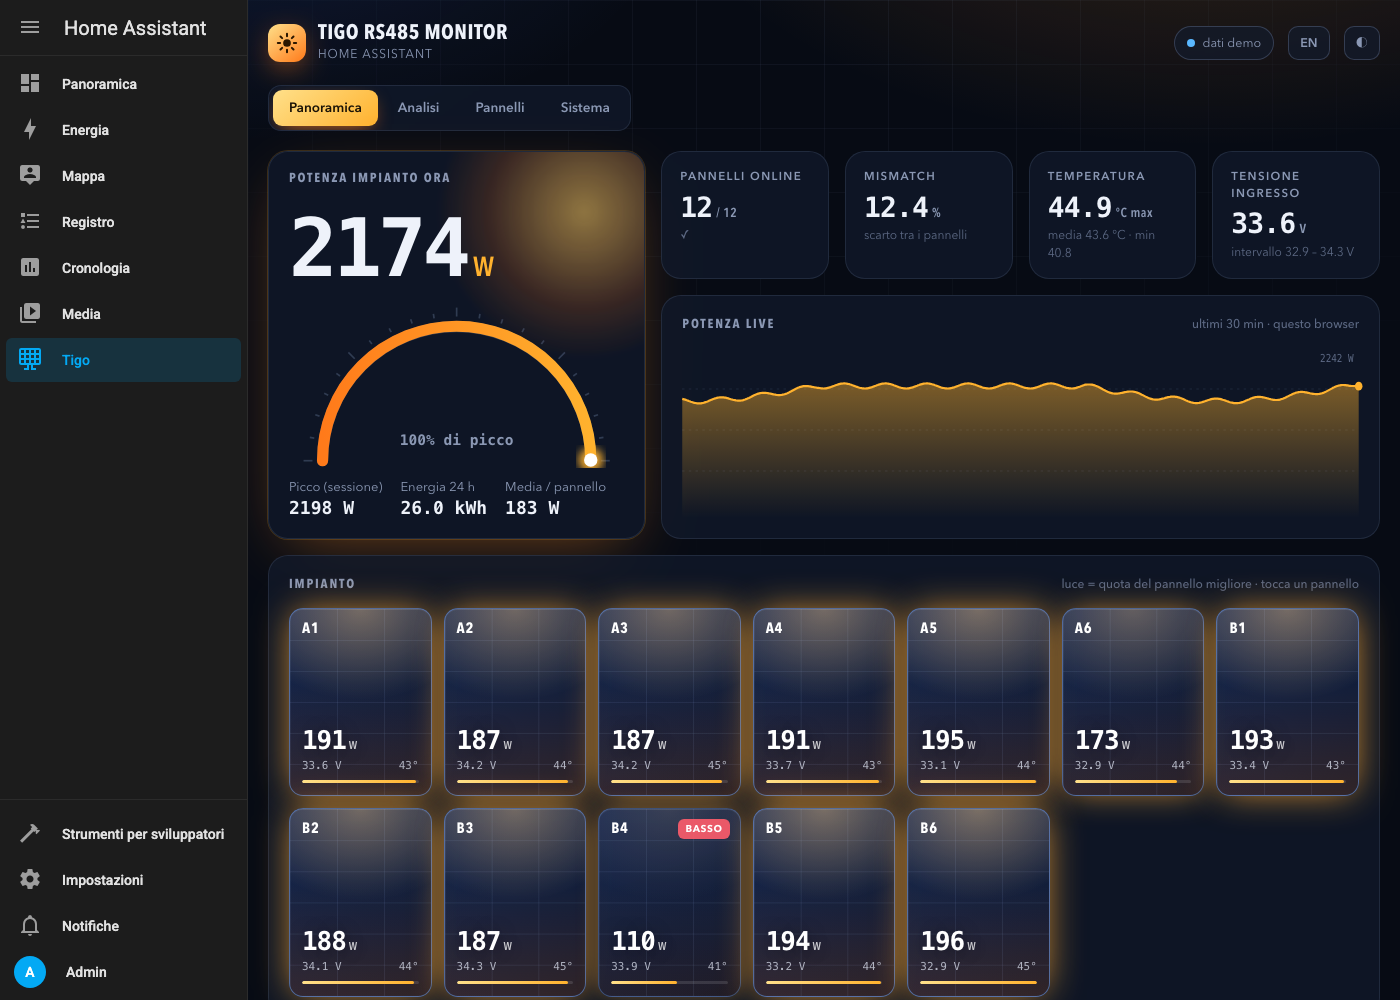 Home Assistant
Panoramica
Energia
Mappa
Registro
Cronologia
Media
Tigo
Strumenti per sviluppatori
Impostazioni
Notifiche
A Admin
TIGO RS485 MONITOR
HOME ASSISTANT
dati demo
EN
Panoramica Analisi Pannelli Sistema
POTENZA IMPIANTO ORA
2174 W
100% di picco
Picco (sessione) Energia 24 h Media / pannello
2198 W 26.0 kWh 183 W
PANNELLI ONLINE
12 / 12
✓
MISMATCH
12.4 %
scarto tra i pannelli
TEMPERATURA
44.9 °C max
media 43.6 °C · min
40.8
TENSIONE
INGRESSO
33.6 V
intervallo 32.9 – 34.3 V
POTENZA LIVE
ultimi 30 min · questo browser
2242 W
IMPIANTO
luce = quota del pannello migliore · tocca un pannello
A1
191 W
33.6 V 43°
A2
187 W
34.2 V 44°
A3
187 W
34.2 V 45°
A4
191 W
33.7 V 43°
A5
195 W
33.1 V 44°
A6
173 W
32.9 V 44°
B1
193 W
33.4 V 43°
B2
188 W
34.1 V 44°
B3
187 W
34.3 V 45°
B4 BASSO
110 W
33.9 V 41°
B5
194 W
33.2 V 44°
B6
196 W
32.9 V 45°